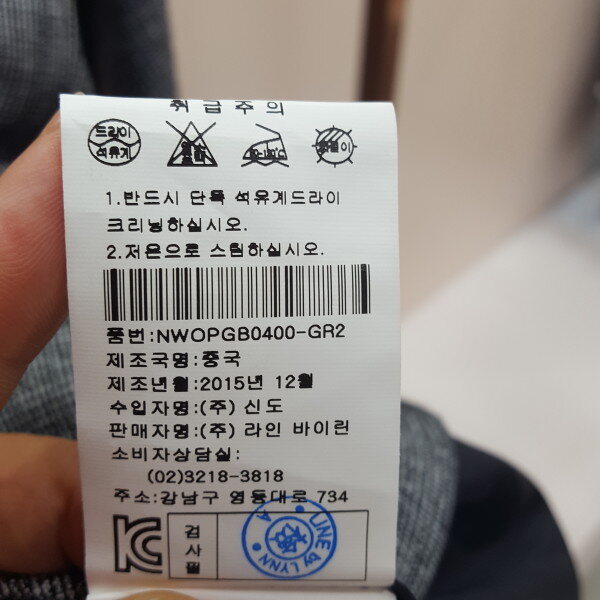 취급주의
드라이
석유계
옷걸이
1.반드시 단독 석유계드라이
크리닝하십시오.
2.저온으로 스팀하십시오.
품번:NWOPGB0400-GR2
제조국명:중국
제조년월:2015년 12월
수입자명:(주) 신도
판매자명:(주) 라인 바이린
소비자상담실:
(02)3218-3818
주소:강남구 영동대로 734
검사필
LINE by LYNN
A